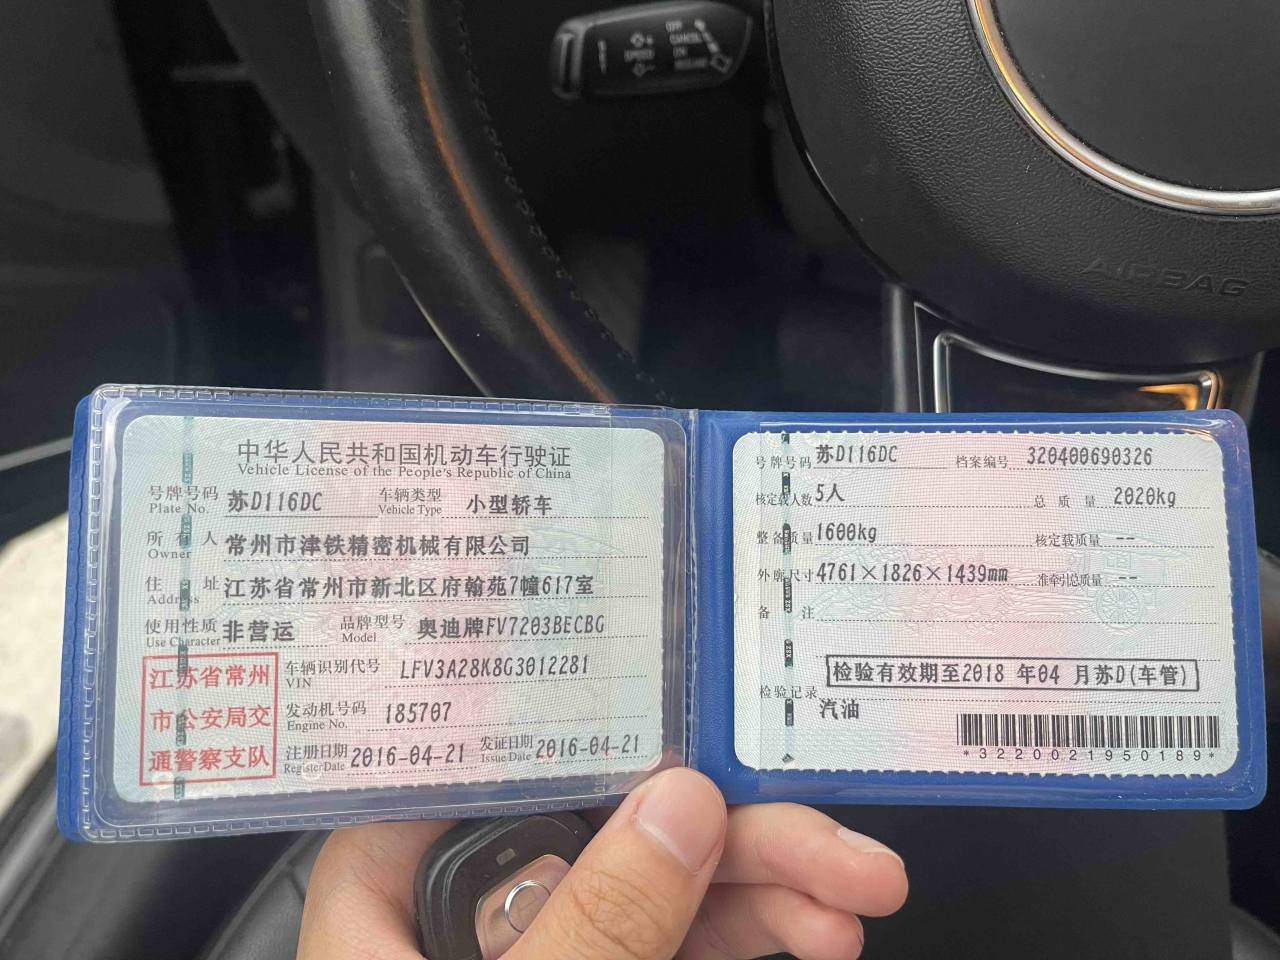 OFF
CANCEL
ON
RESUME
SPEED
AIRBAG
中华人民共和国机动车行驶证
Vehicle License of the People's Republic of China
号牌号码 苏D116DC 车辆类型 小型轿车
Plate No. Vehicle Type
所有人 常州市津铁精密机械有限公司
Owner
住址 江苏省常州市新北区府翰苑7幢617室
Address
使用性质 非营运 品牌型号 奥迪牌FV7203BECBG
Use Character Model
江苏省常州
市公安局交
通警察支队
车辆识别代号 LFV3A28K8G3012281
VIN
发动机号码 185707
Engine No.
注册日期 2016-04-21 发证日期 2016-04-21
Register Date Issue Date
号牌号码 苏D116DC 档案编号 320400690326
核定载人数 5人 总质量 2020kg
整备质量 1600kg 核定载质量 --
外廓尺寸 4761×1826×1439mm 准牵引总质量 --
备注
检验有效期至2018 年04 月苏D(车管)
检验记录
汽油
*3220021950189*